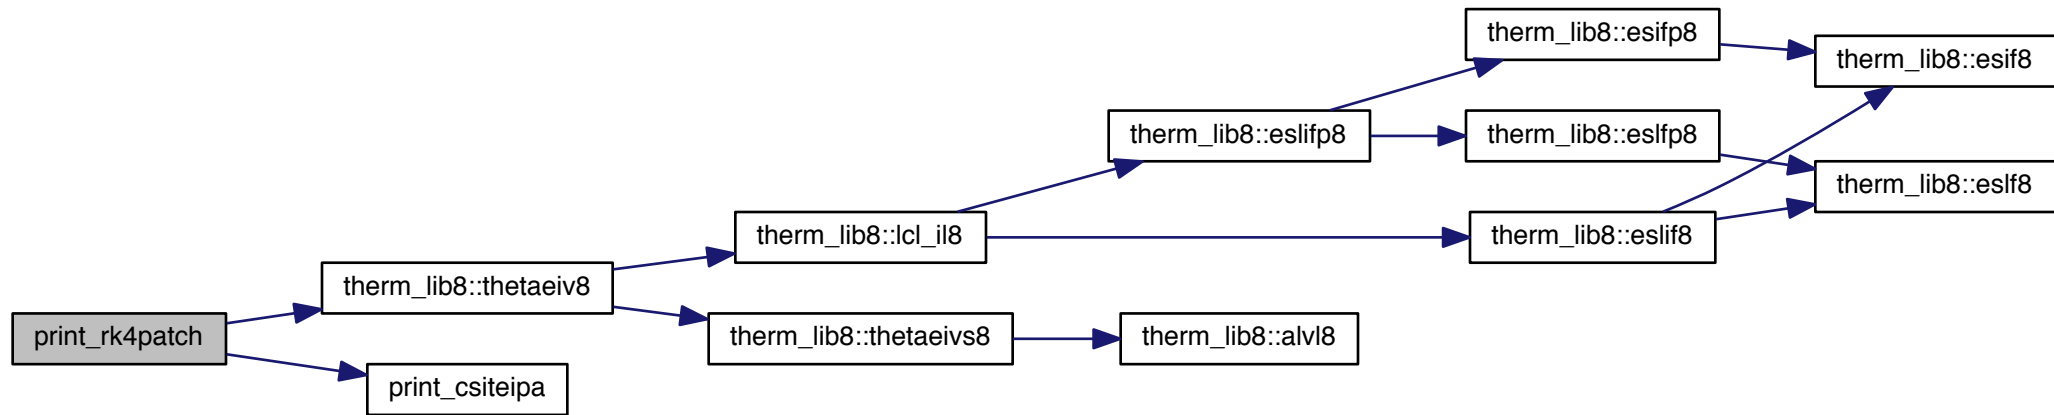 print_rk4patch
therm_lib8::thetaeiv8
print_csiteipa
therm_lib8::lcl_il8
therm_lib8::thetaeivs8
therm_lib8::eslifp8
therm_lib8::alvl8
therm_lib8::esifp8
therm_lib8::eslfp8
therm_lib8::eslif8
therm_lib8::esif8
therm_lib8::eslf8